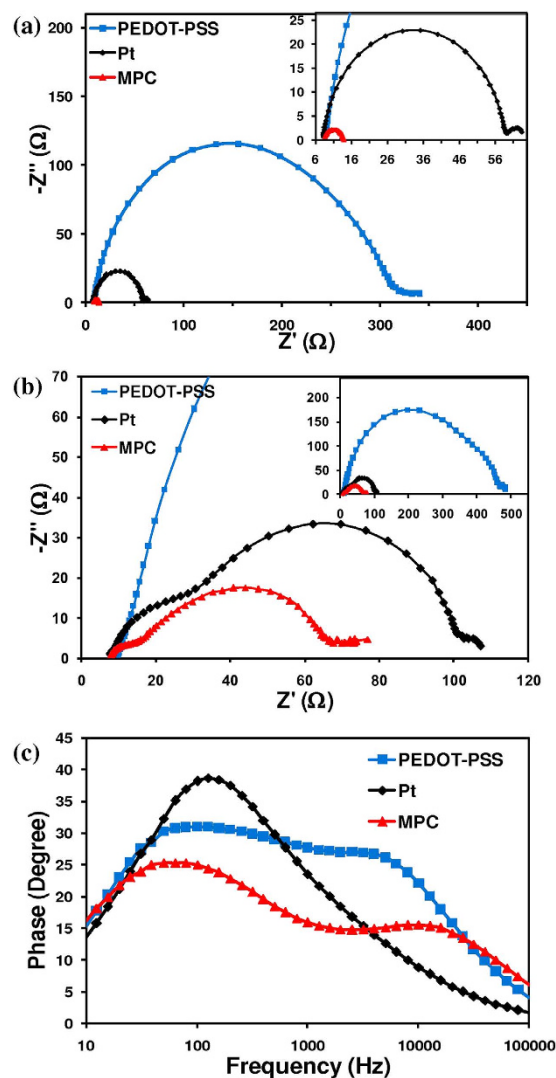 (a)
PEDOT-PSS
Pt
MPC
-Z'' (Ω)
200
150
100
50
0
0 100 200 300 400
Z' (Ω)
25
20
15
10
5
0
6 16 26 36 46 56
(b)
PEDOT-PSS
Pt
MPC
-Z'' (Ω)
70
60
50
40
30
20
10
0
0 20 40 60 80 100 120
Z' (Ω)
200
150
100
50
0
0 100 200 300 400 500
(c)
PEDOT-PSS
Pt
MPC
Phase (Degree)
45
40
35
30
25
20
15
10
5
0
10 100 1000 10000 100000
Frequency (Hz)